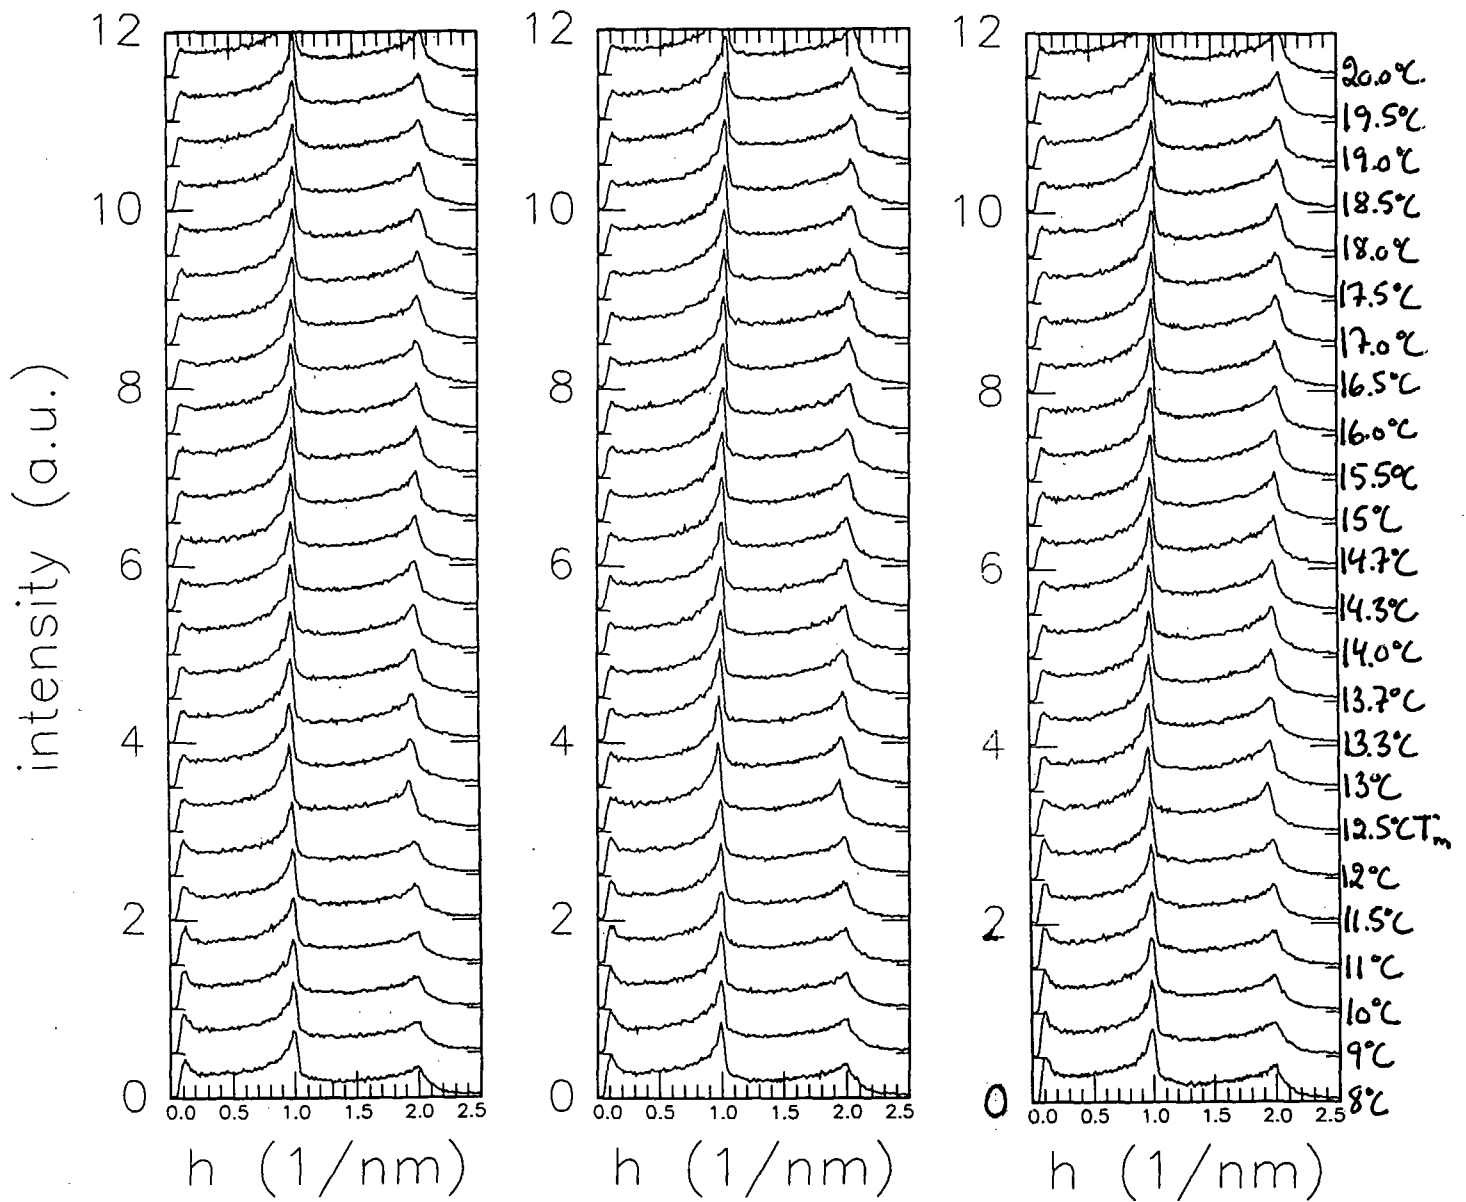 intensity (a.u.)
12
10
8
6
4
2
0
0.0 0.5 1.0 1.5 2.0 2.5
h (1/nm)
12
10
8
6
4
2
0
0.0 0.5 1.0 1.5 2.0 2.5
h (1/nm)
12
10
8
6
4
2
0
0.0 0.5 1.0 1.5 2.0 2.5
h (1/nm)
20.0°C.
19.5°C
19.0°C
18.5°C
18.0°C
17.5°C
17.0°C
16.5°C
16.0°C
15.5°C
15°C
14.7°C
14.3°C
14.0°C
13.7°C
13.3°C
13°C
12.5°C Tm
12°C
11.5°C
11°C
10°C
9°C
8°C